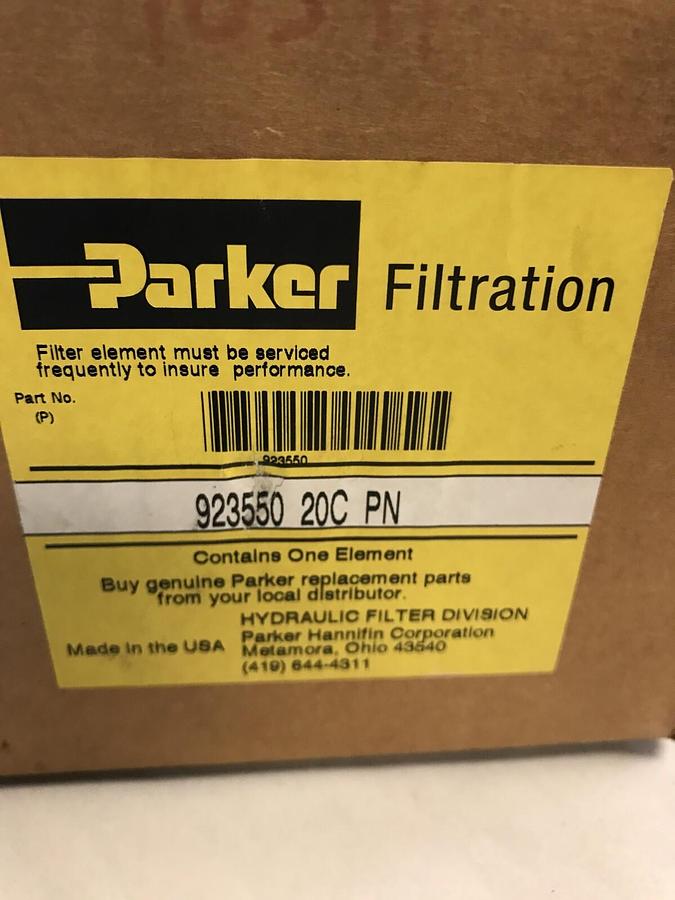 Parker Filtration
Filter element must be serviced
frequently to insure performance.
Part No.
(P)
923550
923550 20C PN
Contains One Element
Buy genuine Parker replacement parts
from your local distributor.
HYDRAULIC FILTER DIVISION
Parker Hannifin Corporation
Made in the USA Metamora, Ohio 43540
(419) 644-4311